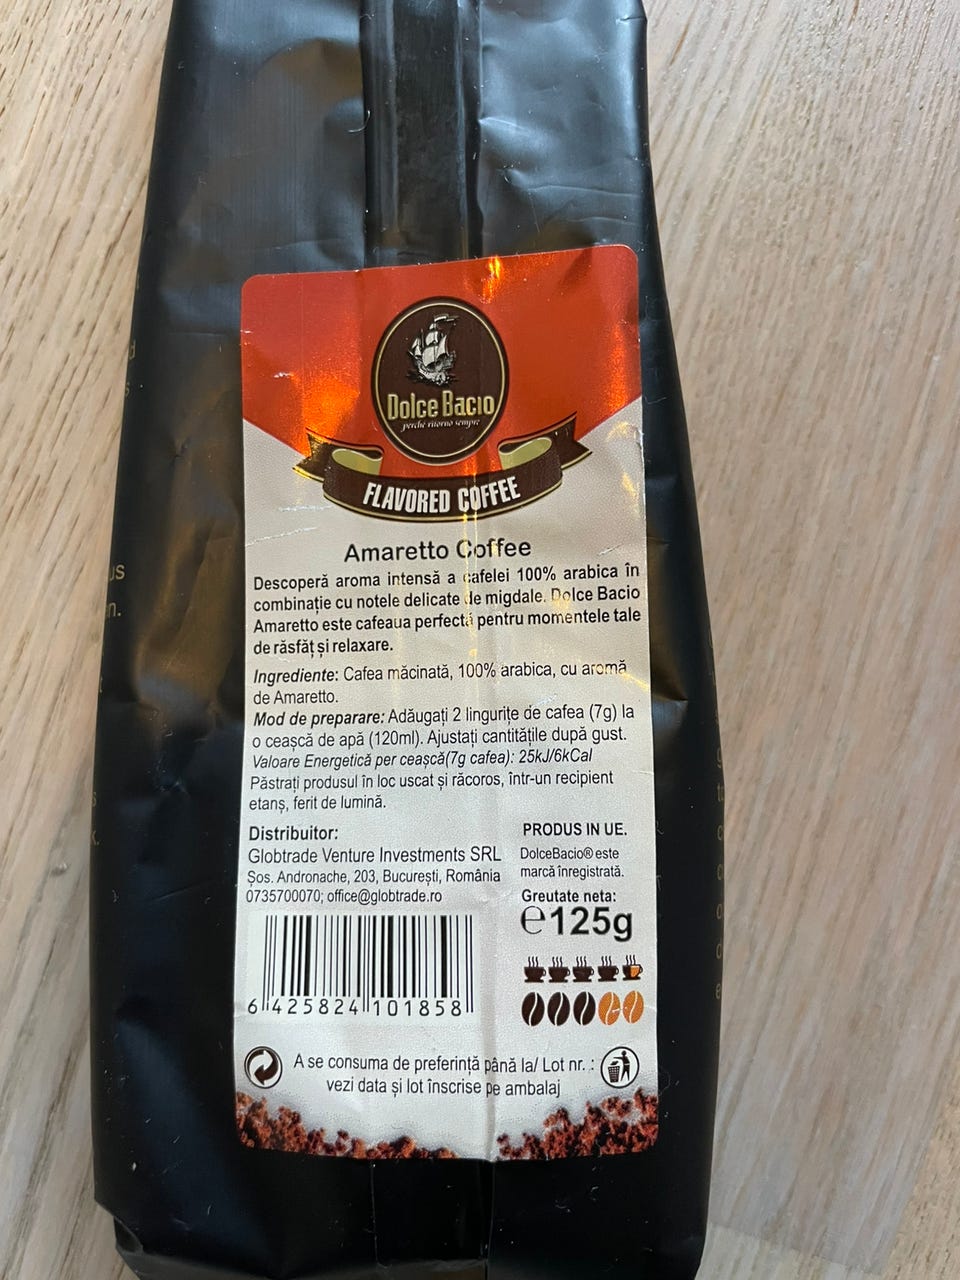 Dolce Bacio
perché ritorno sempre
FLAVORED COFFEE
Amaretto Coffee
Descoperă aroma intensă a cafelei 100% arabica în
combinație cu notele delicate de migdale. Dolce Bacio
Amaretto este cafeaua perfectă pentru momentele tale
de răsfăț și relaxare.
Ingrediente: Cafea măcinată, 100% arabica, cu aromă
de Amaretto.
Mod de preparare: Adăugați 2 lingurițe de cafea (7g) la
o ceașcă de apă (120ml). Ajustați cantitățile după gust.
Valoare Energetică per ceașcă(7g cafea): 25kJ/6kCal
Păstrați produsul în loc uscat și răcoros, într-un recipient
etanș, ferit de lumină.
Distribuitor:
Globtrade Venture Investments SRL
Șos. Andronache, 203, București, România
0735700070; office@globtrade.ro
6 425824 101858
PRODUS IN UE.
DolceBacio® este
marcă înregistrată.
Greutate neta:
℮125g
A se consuma de preferință până la/ Lot nr. :
vezi data și lot înscrise pe ambalaj